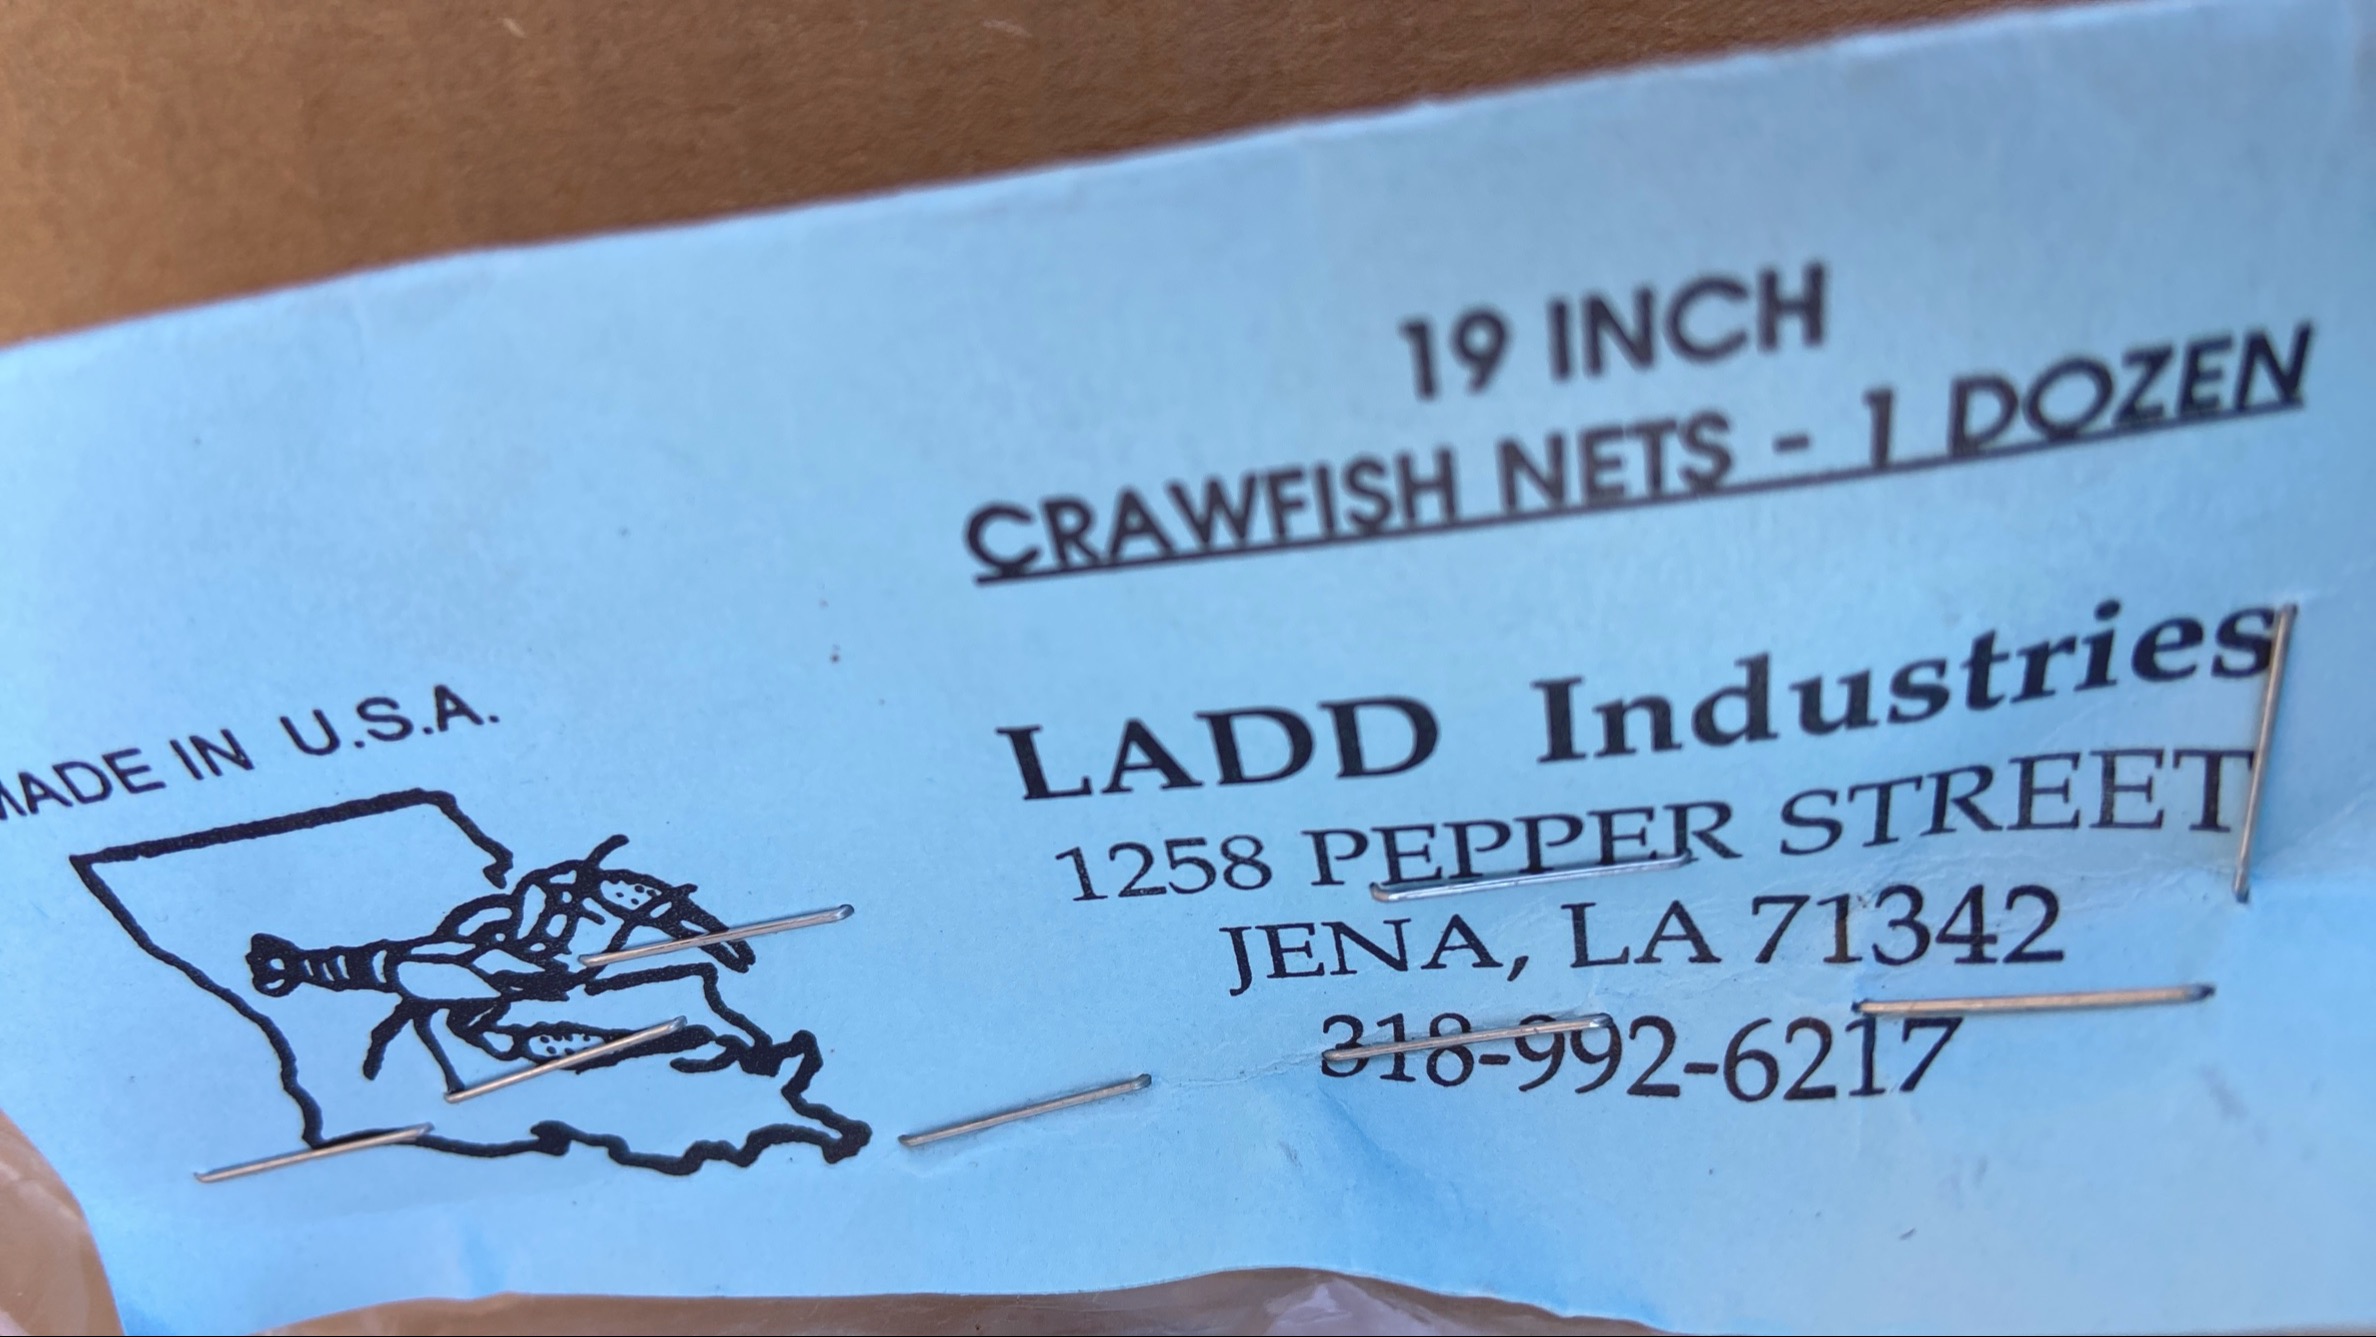 19 INCH
CRAWFISH NETS - 1 DOZEN
MADE IN U.S.A.
LADD Industries
1258 PEPPER STREET
JENA, LA 71342
318-992-6217